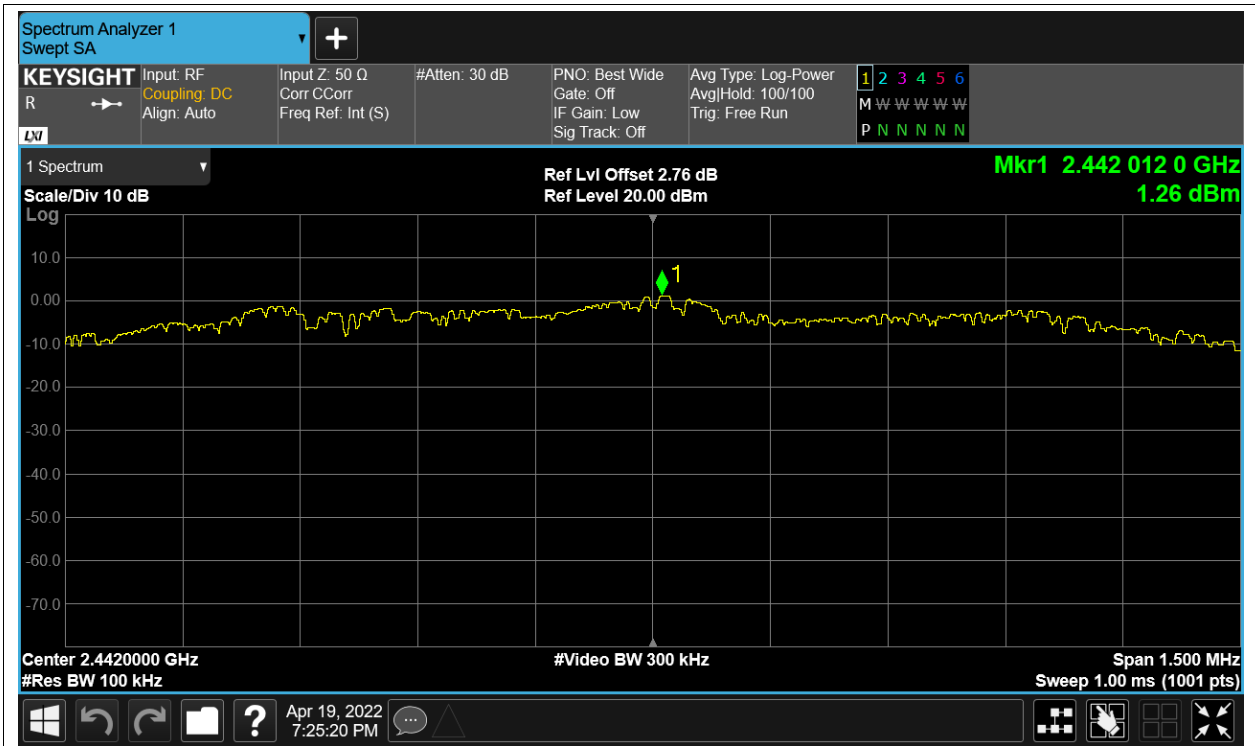 Spectrum Analyzer 1
Swept SA
KEYSIGHT
R
LXI
Input: RF
Coupling: DC
Align: Auto
Input Z: 50 Ω
Corr CCorr
Freq Ref: Int (S)
#Atten: 30 dB
PNO: Best Wide
Gate: Off
IF Gain: Low
Sig Track: Off
Avg Type: Log-Power
Avg|Hold: 100/100
Trig: Free Run
1 2 3 4 5 6
M W W W W W
P N N N N N
1 Spectrum
Scale/Div 10 dB
Log
Ref Lvl Offset 2.76 dB
Ref Level 20.00 dBm
Mkr1 2.442 012 0 GHz
1.26 dBm
1
10.0
0.00
-10.0
-20.0
-30.0
-40.0
-50.0
-60.0
-70.0
Center 2.4420000 GHz
#Res BW 100 kHz
#Video BW 300 kHz
Span 1.500 MHz
Sweep 1.00 ms (1001 pts)
?
Apr 19, 2022
7:25:20 PM